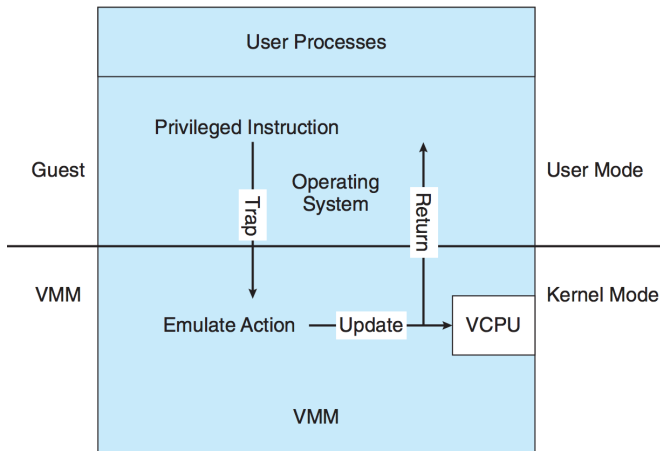 User Processes
Privileged Instruction
Guest
Operating
System
User Mode
Trap
Return
VMM
Kernel Mode
Emulate Action
Update
VCPU
VMM